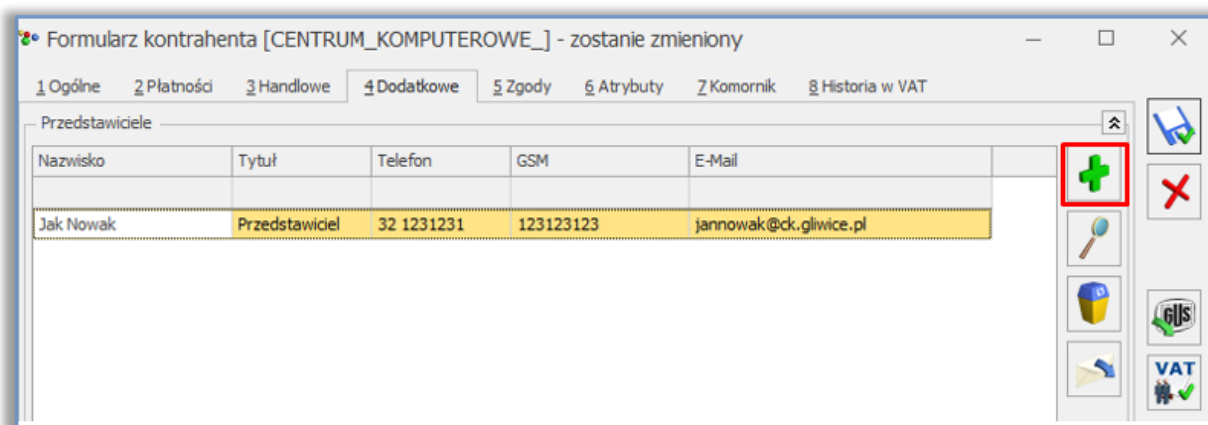 Formularz kontrahenta [CENTRUM_KOMPUTEROWE_] - zostanie zmieniony
1 Ogólne 2 Płatności 3 Handlowe 4 Dodatkowe 5 Zgody 6 Atrybuty 7 Komornik 8 Historia w VAT
Przedstawiciele
Nazwisko Tytuł Telefon GSM E-Mail
Jak Nowak Przedstawiciel 32 1231231 123123123 jannowak@ck.gliwice.pl
GUS
VAT